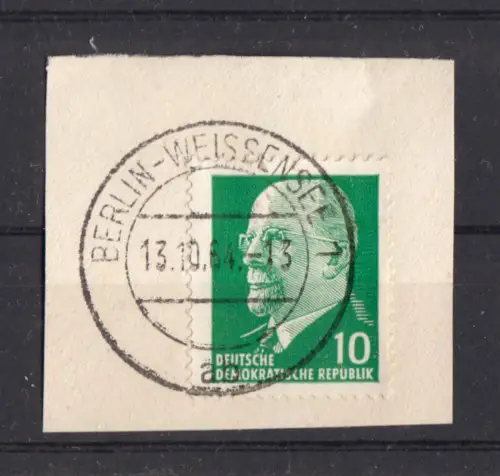 BERLIN-WEISSENSEE 1
13.10.64.-13
a
10
DEUTSCHE
DEMOKRATISCHE REPUBLIK